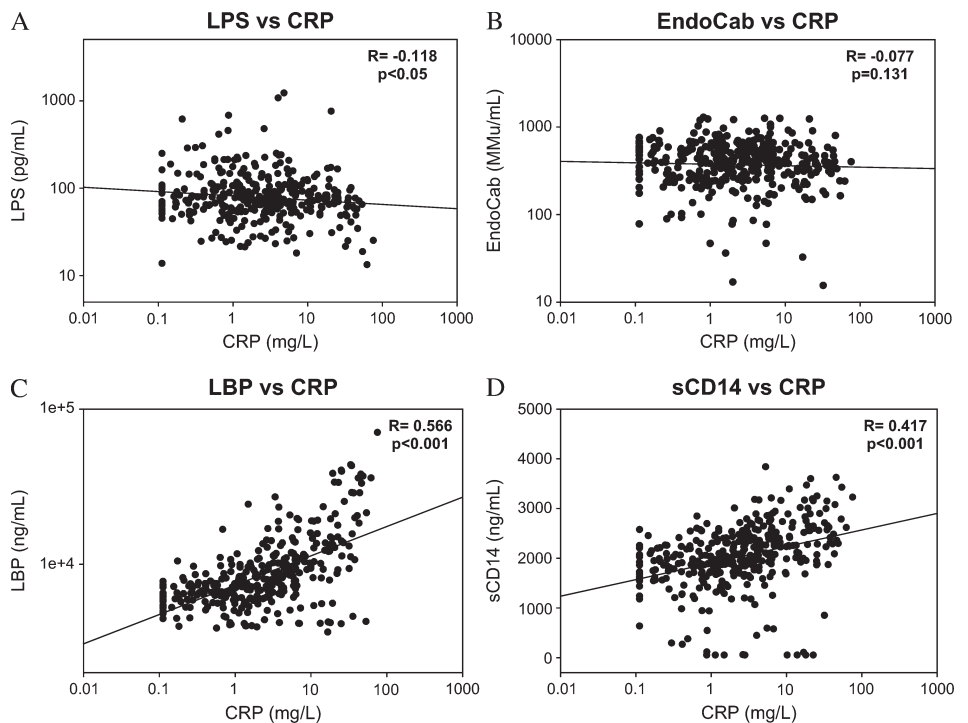 A
LPS vs CRP
R= -0.118
p<0.05
LPS (pg/mL)
1000
100
10
0.01 0.1 1 10 100 1000
CRP (mg/L)
B
EndoCab vs CRP
R= -0.077
p=0.131
EndoCab (MMu/mL)
10000
1000
100
10
0.01 0.1 1 10 100 1000
CRP (mg/L)
C
LBP vs CRP
R= 0.566
p<0.001
LBP (ng/mL)
1e+5
1e+4
0.01 0.1 1 10 100 1000
CRP (mg/L)
D
sCD14 vs CRP
R= 0.417
p<0.001
sCD14 (ng/mL)
5000
4000
3000
2000
1000
0
0.01 0.1 1 10 100 1000
CRP (mg/L)